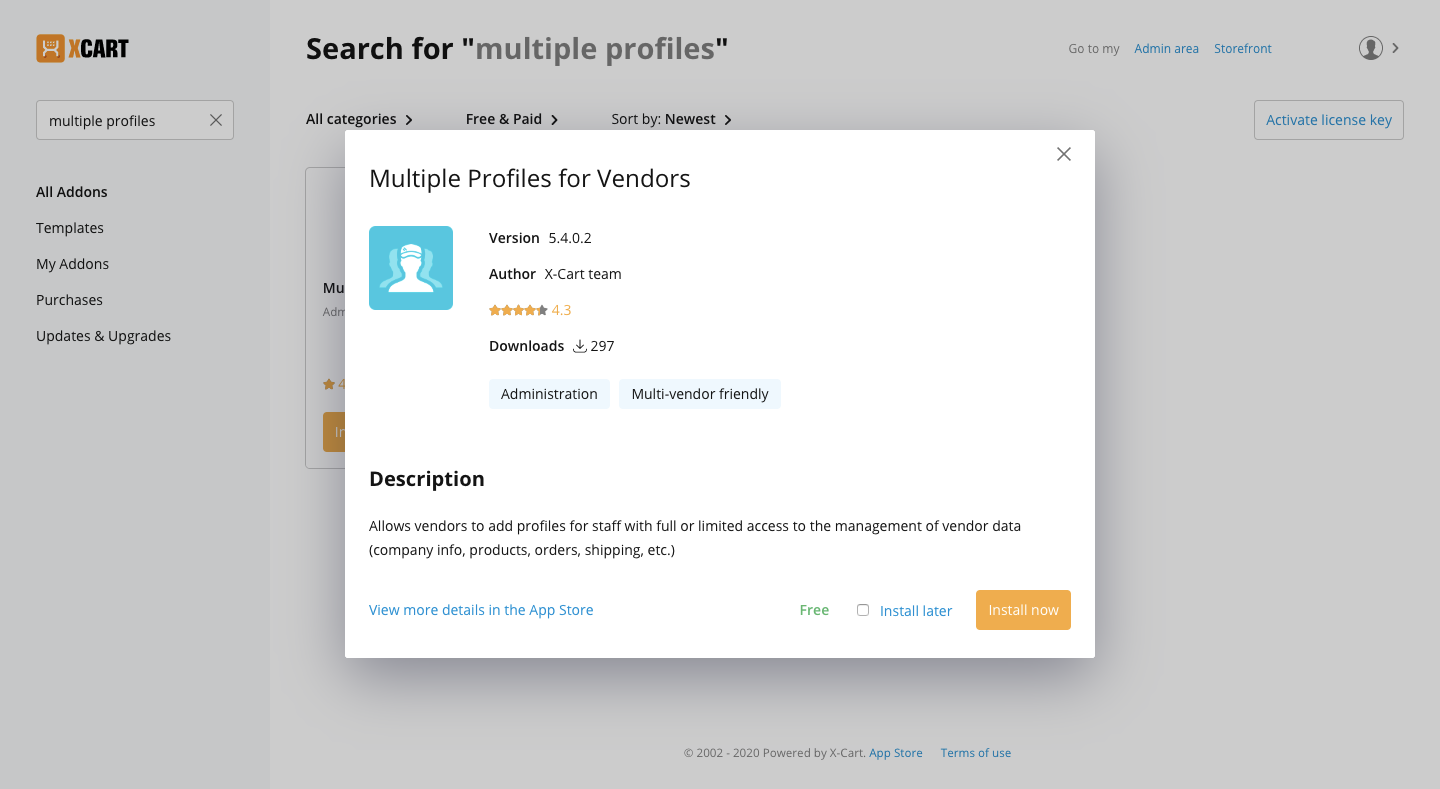 XCART
Search for "multiple profiles"
Go to my Admin area Storefront
multiple profiles
All categories Free & Paid Sort by: Newest
Activate license key
All Addons
Templates
My Addons
Purchases
Updates & Upgrades
Mu
Adm
4
In
Multiple Profiles for Vendors
Version 5.4.0.2
Author X-Cart team
4.3
Downloads 297
Administration Multi-vendor friendly
Description
Allows vendors to add profiles for staff with full or limited access to the management of vendor data
(company info, products, orders, shipping, etc.)
View more details in the App Store Free Install later Install now
© 2002 - 2020 Powered by X-Cart. App Store Terms of use